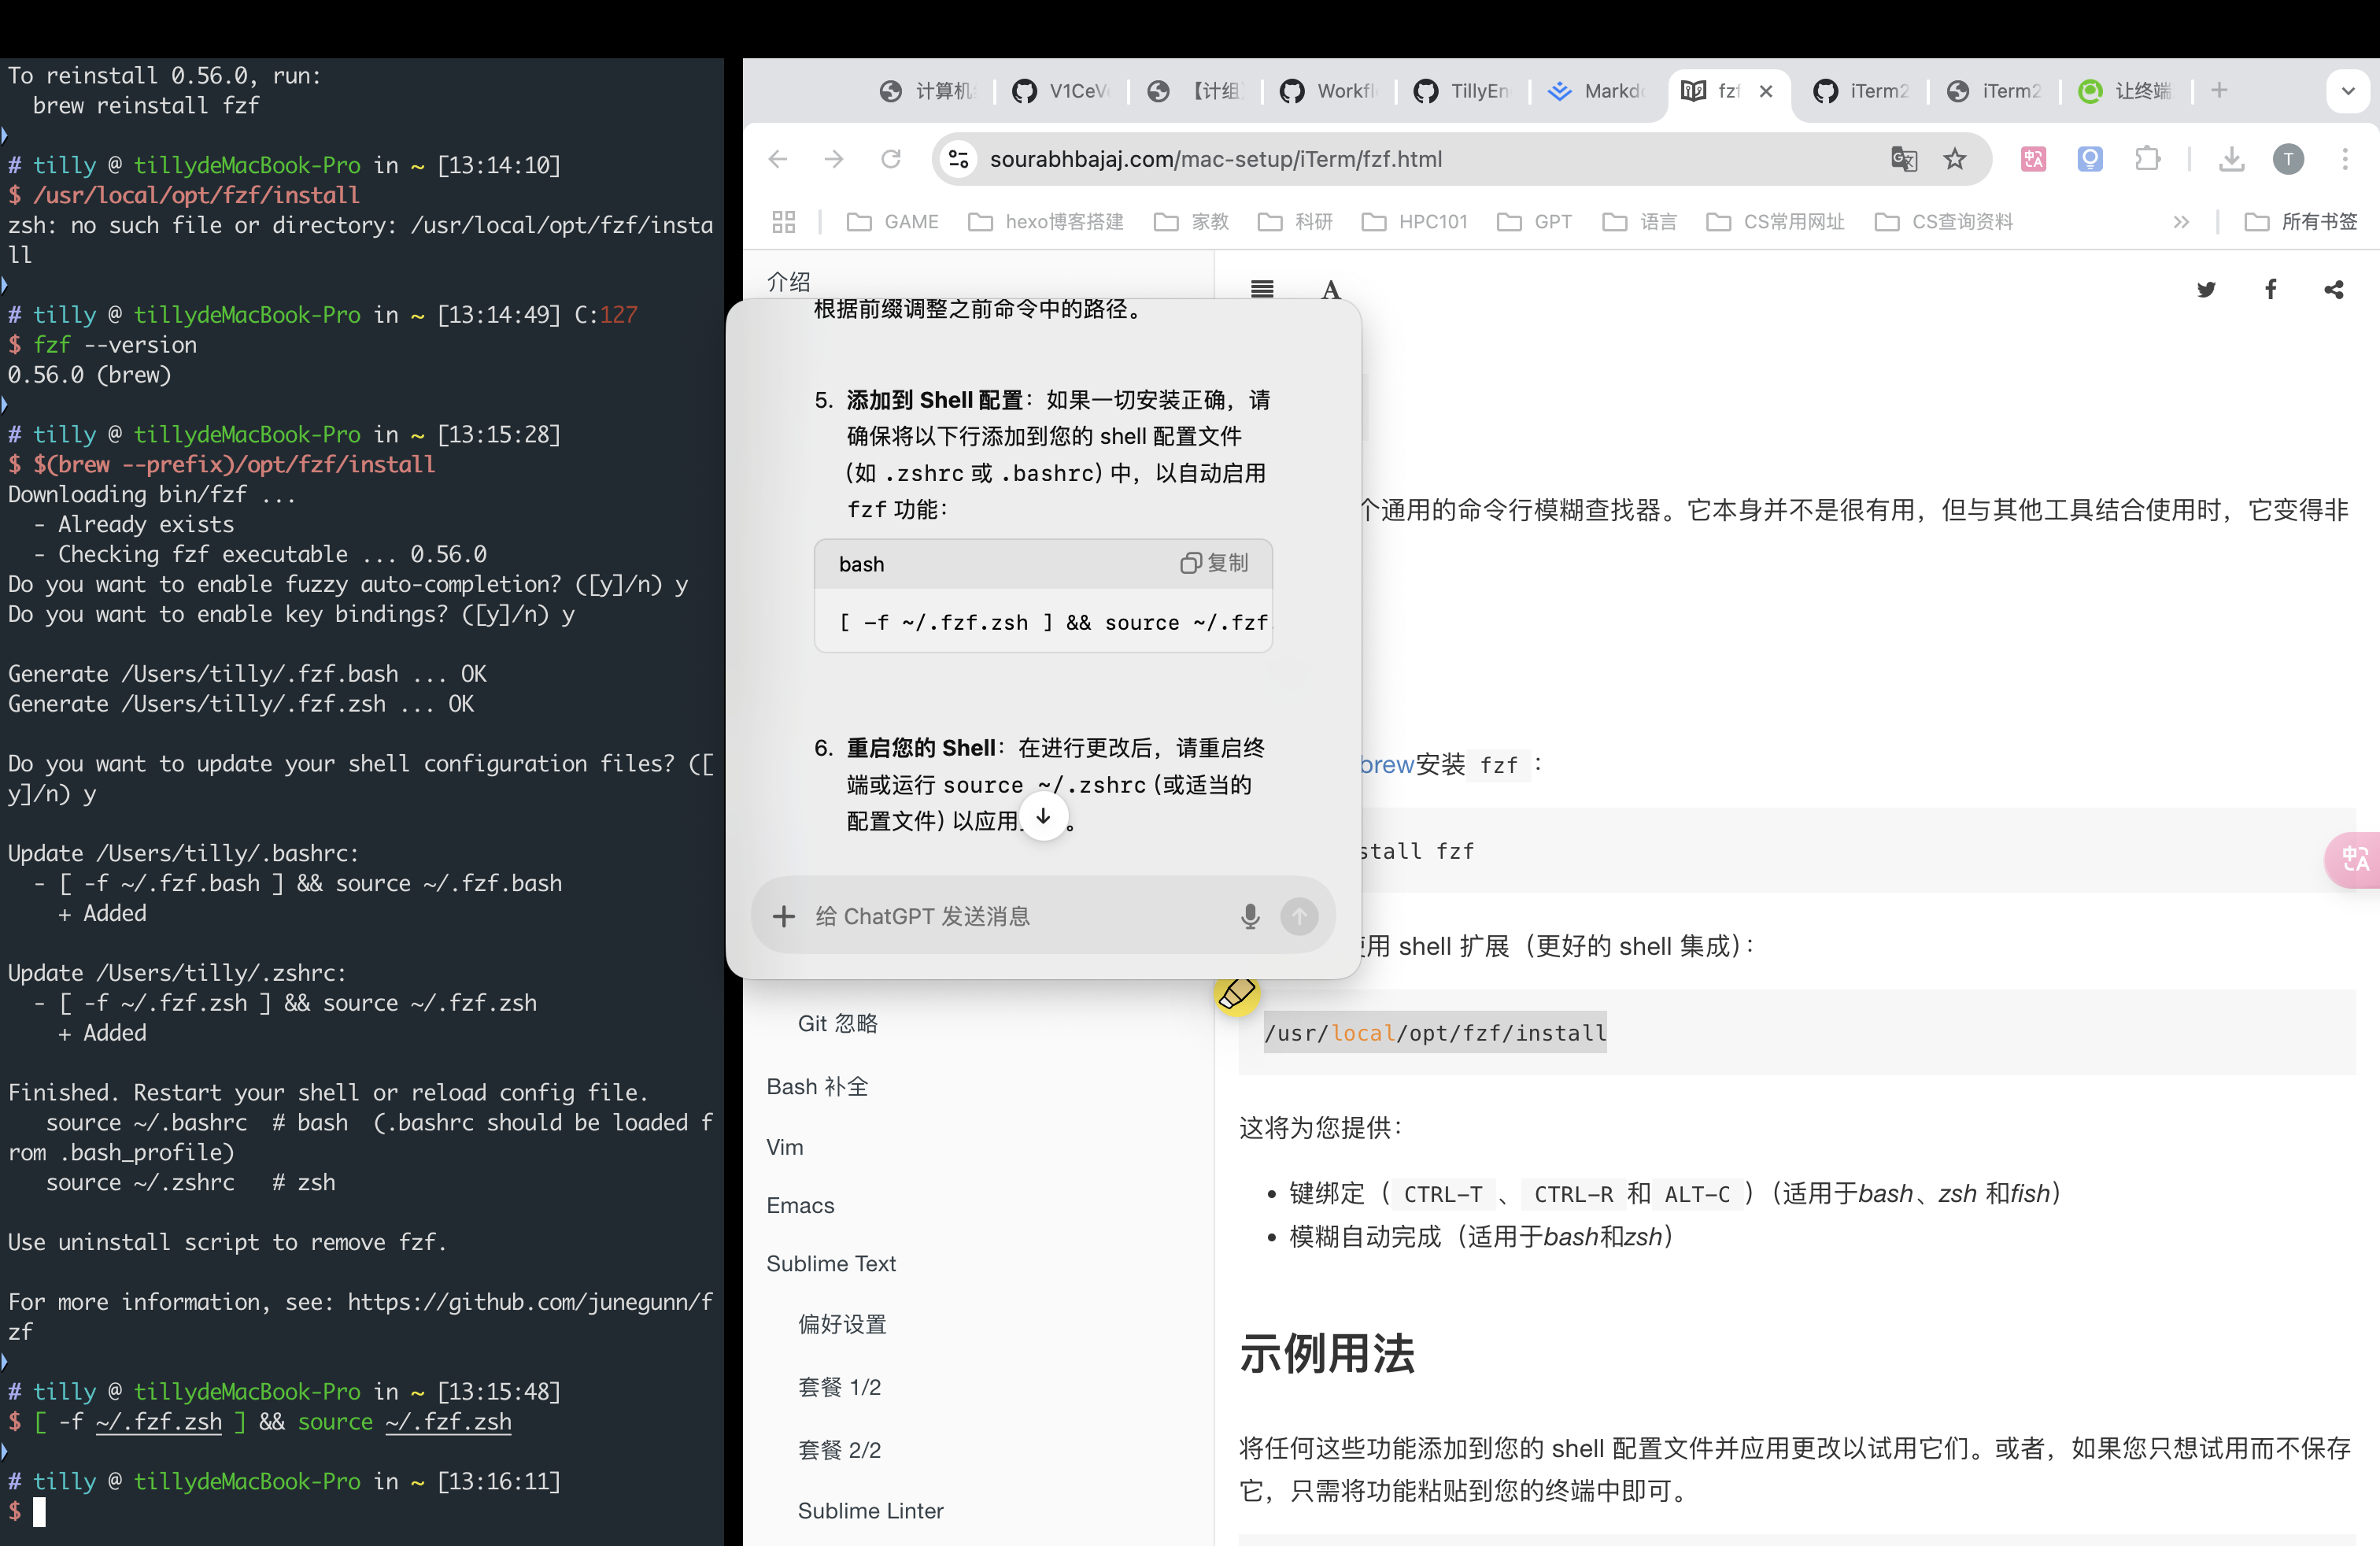 To reinstall 0.56.0, run:
brew reinstall fzf
# tilly @ tillydeMacBook-Pro in ~ [13:14:10]
$ /usr/local/opt/fzf/install
zsh: no such file or directory: /usr/local/opt/fzf/insta
ll
# tilly @ tillydeMacBook-Pro in ~ [13:14:49] C:127
$ fzf --version
0.56.0 (brew)
# tilly @ tillydeMacBook-Pro in ~ [13:15:28]
$ $(brew --prefix)/opt/fzf/install
Downloading bin/fzf ...
- Already exists
- Checking fzf executable ... 0.56.0
Do you want to enable fuzzy auto-completion? ([y]/n) y
Do you want to enable key bindings? ([y]/n) y
Generate /Users/tilly/.fzf.bash ... OK
Generate /Users/tilly/.fzf.zsh ... OK
Do you want to update your shell configuration files? ([
y]/n) y
Update /Users/tilly/.bashrc:
- [ -f ~/.fzf.bash ] && source ~/.fzf.bash
+ Added
Update /Users/tilly/.zshrc:
- [ -f ~/.fzf.zsh ] && source ~/.fzf.zsh
+ Added
Finished. Restart your shell or reload config file.
source ~/.bashrc # bash (.bashrc should be loaded f
rom .bash_profile)
source ~/.zshrc # zsh
Use uninstall script to remove fzf.
For more information, see: https://github.com/junegunn/f
zf
# tilly @ tillydeMacBook-Pro in ~ [13:15:48]
$ [ -f ~/.fzf.zsh ] && source ~/.fzf.zsh
# tilly @ tillydeMacBook-Pro in ~ [13:16:11]
$
计算机 V1CeV 【计组 Workfl TillyEn Markd fzf iTerm2 iTerm2 让终端
sourabhbajaj.com/mac-setup/iTerm/fzf.html
T
GAME hexo博客搭建 家教 科研 HPC101 GPT 语言 CS常用网址 CS查询资料 所有书签
介绍
根据前缀调整之前命令中的路径。
5. 添加到 Shell 配置：如果一切安装正确，请
确保将以下行添加到您的 shell 配置文件
(如 .zshrc 或 .bashrc) 中，以自动启用
fzf 功能：
bash 复制
[ -f ~/.fzf.zsh ] && source ~/.fzf
6. 重启您的 Shell：在进行更改后，请重启终
端或运行 source ~/.zshrc (或适当的
配置文件) 以应用 。
给 ChatGPT 发送消息
Git 忽略
Bash 补全
Vim
Emacs
Sublime Text
偏好设置
套餐 1/2
套餐 2/2
Sublime Linter
A
个通用的命令行模糊查找器。它本身并不是很有用，但与其他工具结合使用时，它变得非
brew安装 fzf ：
stall fzf
使用 shell 扩展（更好的 shell 集成）：
/usr/local/opt/fzf/install
这将为您提供：
• 键绑定（ CTRL-T 、 CTRL-R 和 ALT-C ）（适用于bash、zsh 和fish）
• 模糊自动完成（适用于bash和zsh）
示例用法
将任何这些功能添加到您的 shell 配置文件并应用更改以试用它们。或者，如果您只想试用而不保存
它，只需将功能粘贴到您的终端中即可。